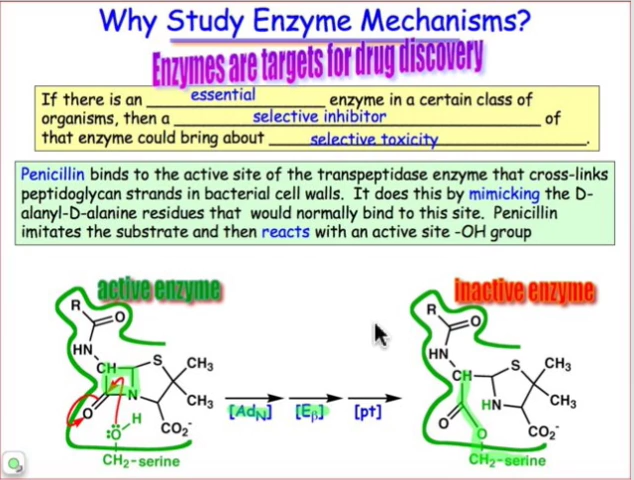 Why Study Enzyme Mechanisms?
Enzymes are targets for drug discovery
If there is an essential enzyme in a certain class of
organisms, then a selective inhibitor of
that enzyme could bring about selective toxicity.
Penicillin binds to the active site of the transpeptidase enzyme that cross-links
peptidoglycan strands in bacterial cell walls. It does this by mimicking the D-
alanyl-D-alanine residues that would normally bind to this site. Penicillin
imitates the substrate and then reacts with an active site -OH group
active enzyme
inactive enzyme
R
O
HN
CH
S
CH₃
N
CH₃
O
H
:O:
CO₂⁻
CH₂-serine
[Ad_N] [E_β] [pt]
R
O
HN
CH
S
CH₃
HN
CH₃
O
O
CO₂⁻
CH₂-serine